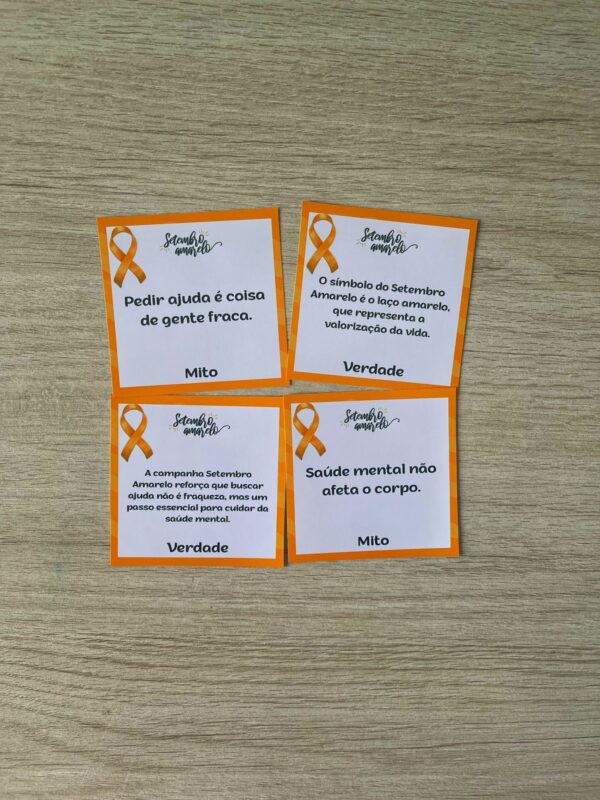 Setembro
amarelo
Pedir ajuda é coisa
de gente fraca.
Mito
Setembro
amarelo
O símbolo do Setembro
Amarelo é o laço amarelo,
que representa a
valorização da vida.
Verdade
Setembro
amarelo
A campanha Setembro
Amarelo reforça que buscar
ajuda não é fraqueza, mas um
passo essencial para cuidar da
saúde mental.
Verdade
Setembro
amarelo
Saúde mental não
afeta o corpo.
Mito